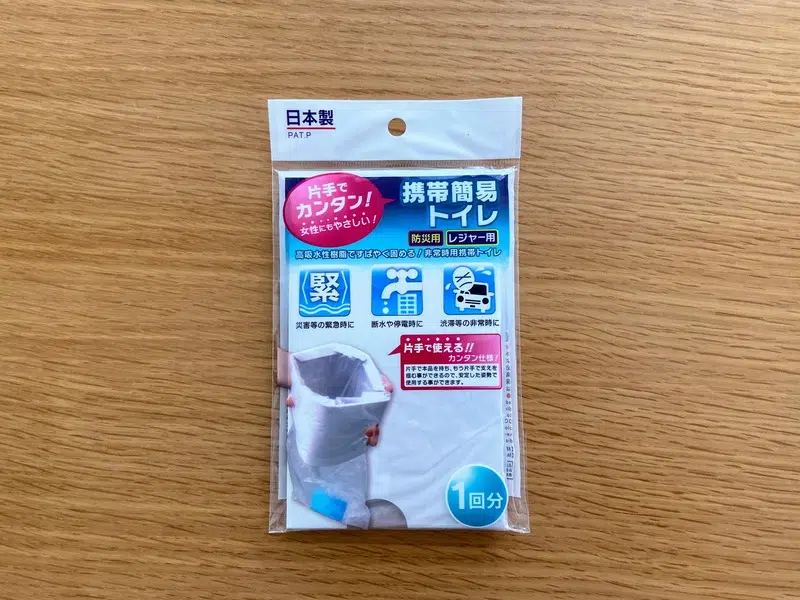 日本製
PAT.P
片手で
カンタン!
女性にもやさしい!
携帯簡易
トイレ
防災用 レジャー用
高吸水性樹脂ですばやく固める!非常時用携帯トイレ
緊
災害等の緊急時に
断水や停電時に
渋滞等の非常時に
片手で使える!!
カンタン仕様!
片手で本品を持ち、もう片手で支えを
掴む事ができるので、安定した姿勢で
使用する事ができます。
1回分